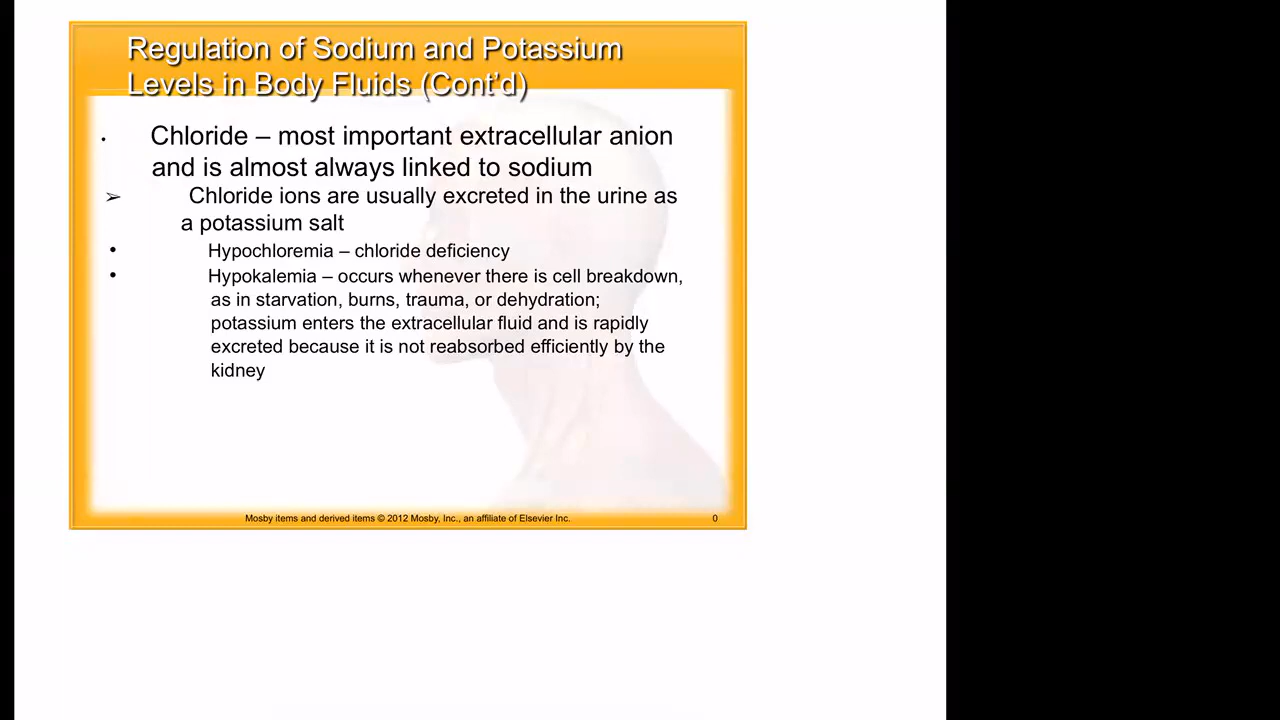 Regulation of Sodium and Potassium
Levels in Body Fluids (Cont'd)
• Chloride – most important extracellular anion
and is almost always linked to sodium
➢ Chloride ions are usually excreted in the urine as
a potassium salt
• Hypochloremia – chloride deficiency
• Hypokalemia – occurs whenever there is cell breakdown,
as in starvation, burns, trauma, or dehydration;
potassium enters the extracellular fluid and is rapidly
excreted because it is not reabsorbed efficiently by the
kidney
Mosby items and derived items © 2012 Mosby, Inc., an affiliate of Elsevier Inc. 0